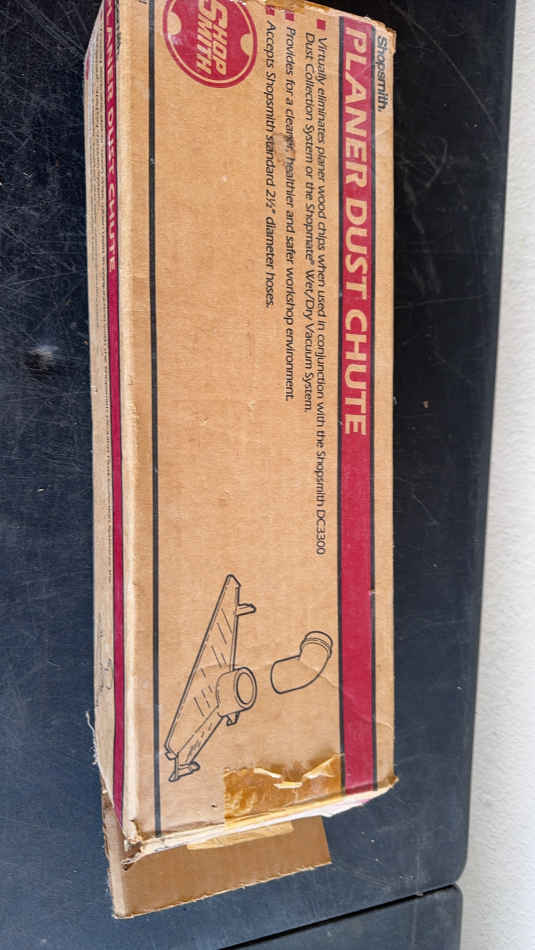 Shopsmith®
PLANER DUST CHUTE
Virtually eliminates planer wood chips when used in conjunction with the Shopsmith DC3300
Dust Collection System or the Shopmate® Wet/Dry Vacuum System.
Provides for a cleaner, healthier and safer workshop environment.
Accepts Shopsmith standard 2½" diameter hoses.
SHOP
SMITH
PLANER DUST CHUTE